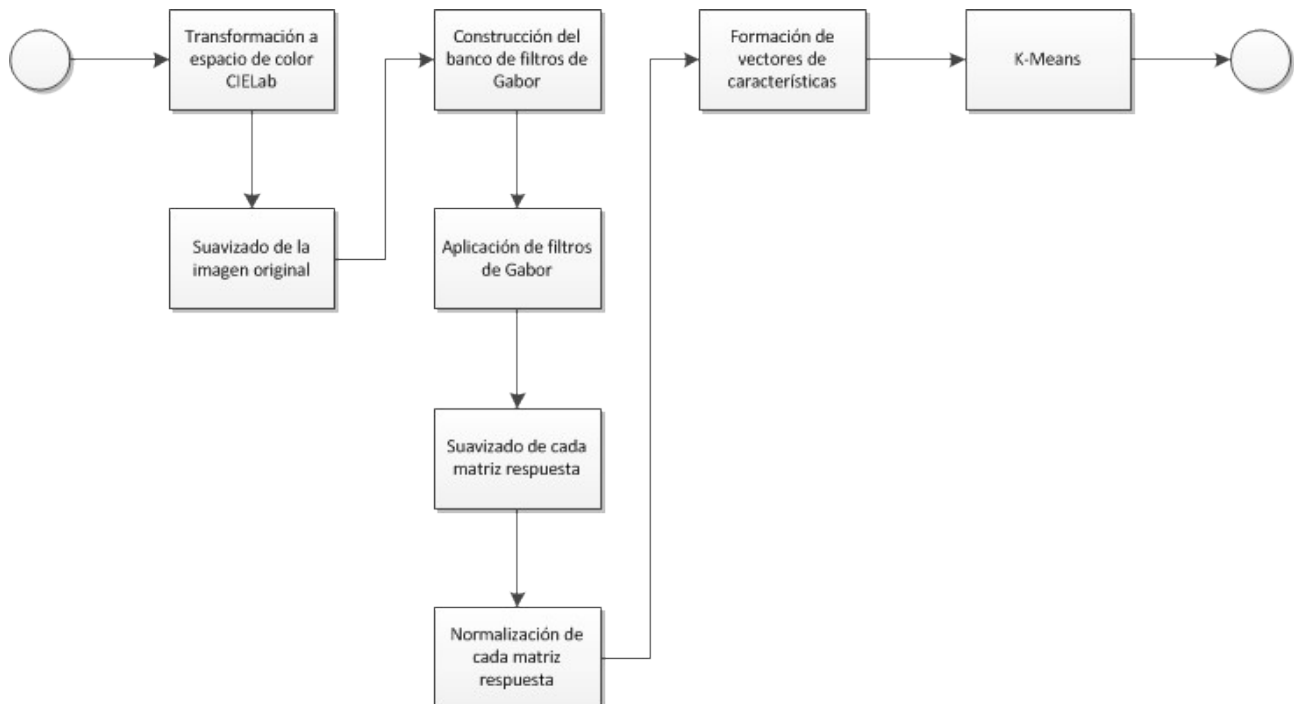 Transformación a
espacio de color
CIELab
Suavizado de la
imagen original
Construcción del
banco de filtros de
Gabor
Aplicación de filtros
de Gabor
Suavizado de cada
matriz respuesta
Normalización de
cada matriz
respuesta
Formación de
vectores de
características
K-Means